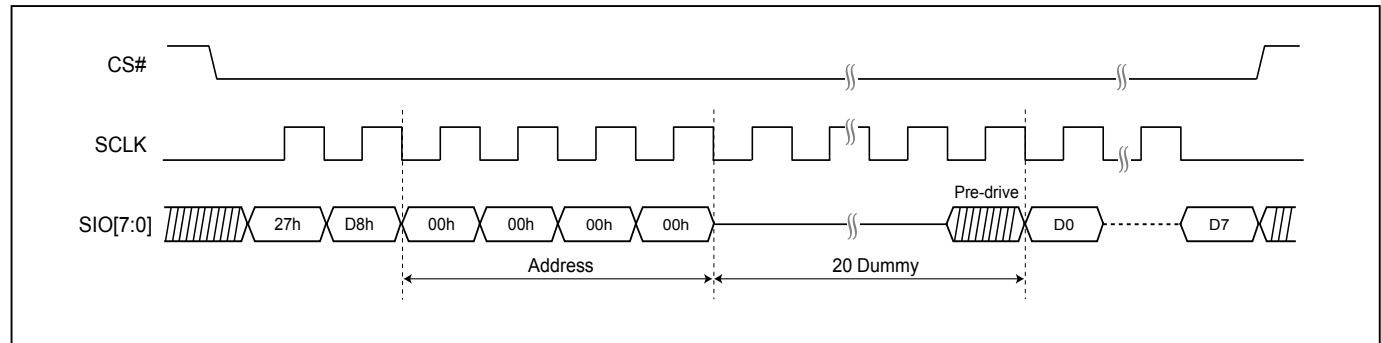 CS#
SCLK
Pre-drive
SIO[7:0] 27h D8h 00h 00h 00h 00h D0 D7
Address 20 Dummy